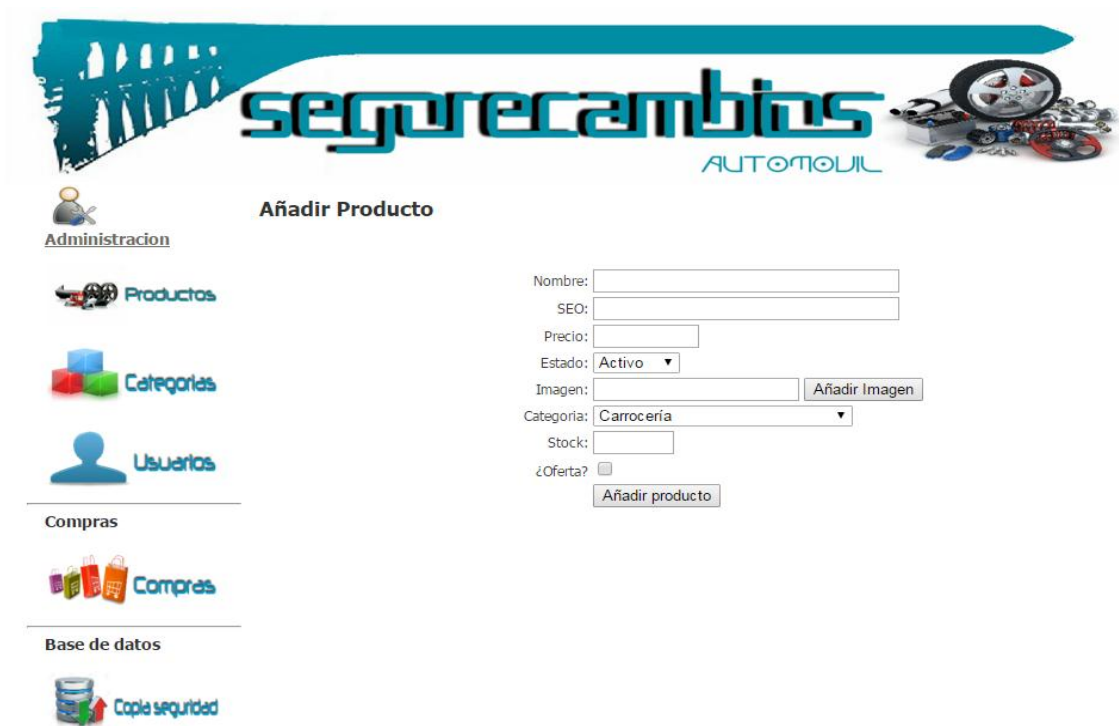 segorecambios
AUTOMOVIL
Administracion
Productos
Categorias
Usuarios
Compras
Compras
Base de datos
Copia seguridad
Añadir Producto
Nombre:
SEO:
Precio:
Estado: Activo
Imagen: Añadir Imagen
Categoria: Carrocería
Stock:
¿Oferta?
Añadir producto